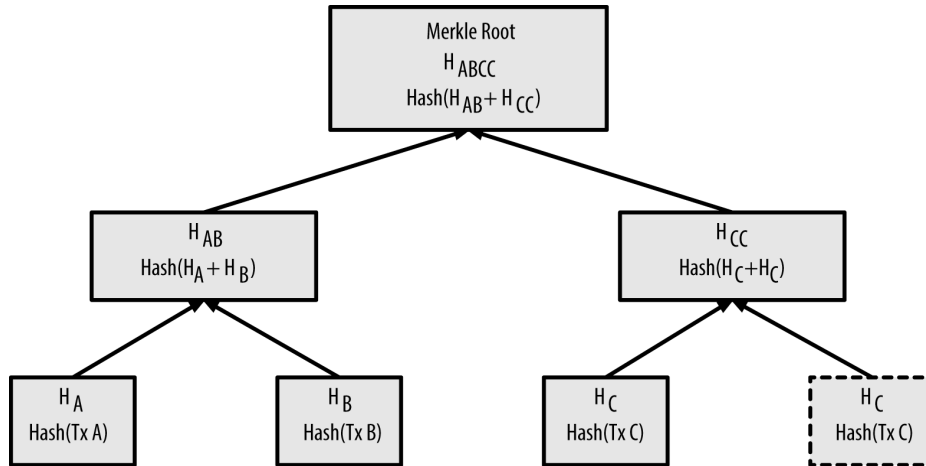 Merkle Root
H ABCC
Hash(H AB + H CC)
H AB
Hash(H A + H B)
H CC
Hash(H C+H C)
H A
Hash(Tx A)
H B
Hash(Tx B)
H C
Hash(Tx C)
H C
Hash(Tx C)